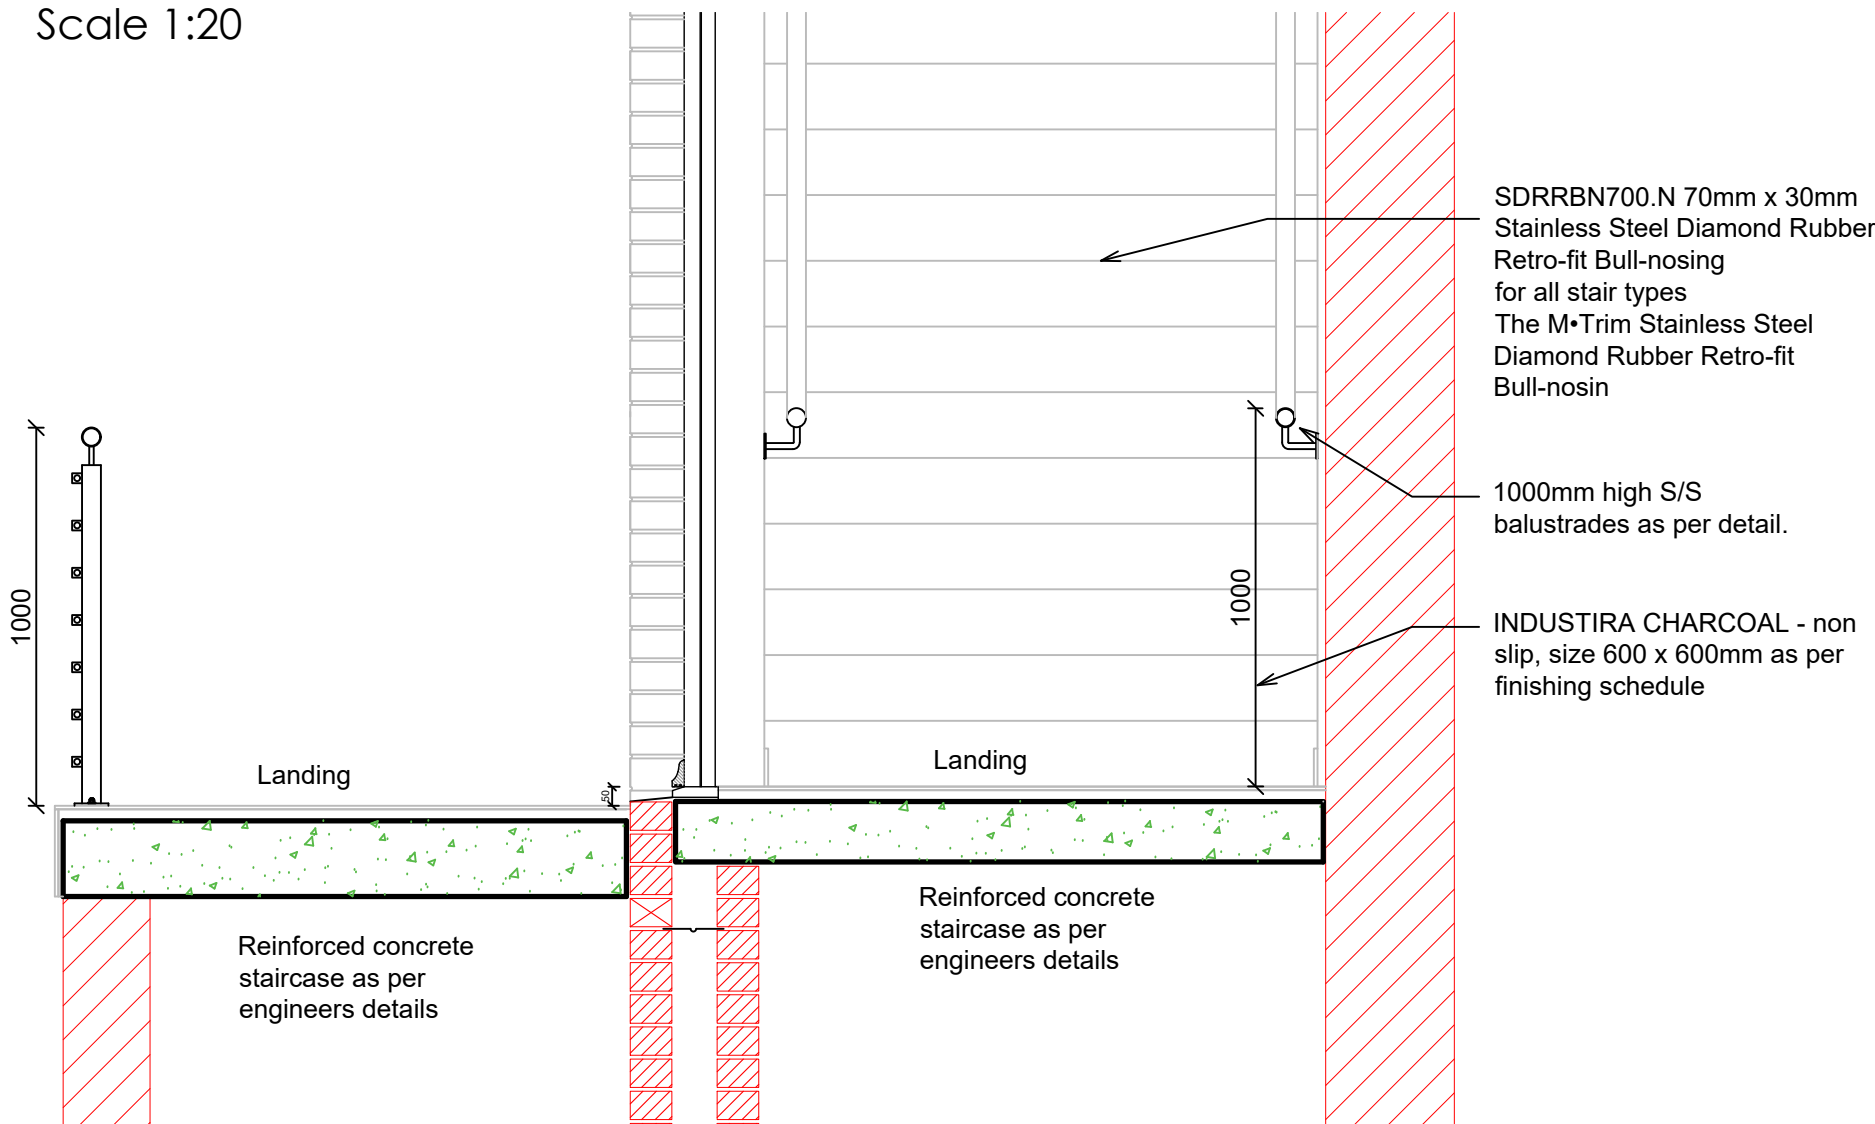 Scale 1:20
SDRRBN700.N 70mm x 30mm
Stainless Steel Diamond Rubber
Retro-fit Bull-nosing
for all stair types
The M•Trim Stainless Steel
Diamond Rubber Retro-fit
Bull-nosin
1000mm high S/S
balustrades as per detail.
INDUSTIRA CHARCOAL - non
slip, size 600 x 600mm as per
finishing schedule
1000
1000
Landing
Landing
50
Reinforced concrete
staircase as per
engineers details
Reinforced concrete
staircase as per
engineers details